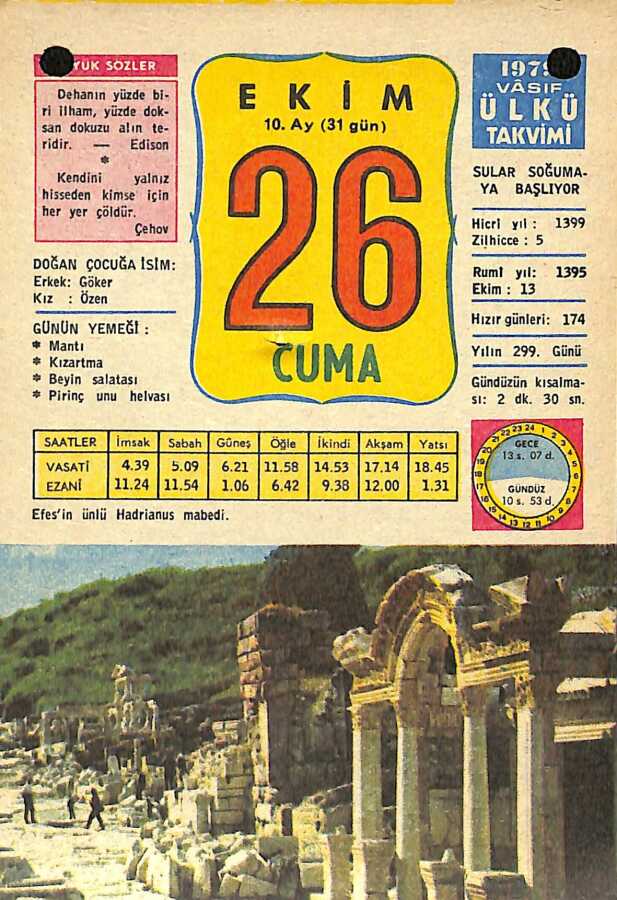 YÜK SÖZLER
Dehanın yüzde bi-
ri ilham, yüzde dok-
san dokuzu alın te-
ridir. — Edison
*
Kendini yalnız
hisseden kimse için
her yer çöldür.
Çehov
DOĞAN ÇOCUĞA İSİM:
Erkek: Göker
Kız : Özen
GÜNÜN YEMEĞİ :
* Mantı
* Kızartma
* Beyin salatası
* Pirinç unu helvası
EKİM
10. Ay (31 gün)
26
CUMA
1979
VÂSIF
ÜLKÜ
TAKVİMİ
SULAR SOĞUMA-
YA BAŞLIYOR
Hicri yıl : 1399
Zilhicce : 5
Rumi yıl: 1395
Ekim : 13
Hızır günleri: 174
Yılın 299. Günü
Gündüzün kısalma-
sı: 2 dk. 30 sn.
SAATLER İmsak Sabah Güneş Öğle İkindi Akşam Yatsı
VASATİ 4.39 5.09 6.21 11.58 14.53 17.14 18.45
EZANİ 11.24 11.54 1.06 6.42 9.38 12.00 1.31
GECE
13 s. 07 d.
GÜNDÜZ
10 s. 53 d.
Efes'in ünlü Hadrianus mabedi.